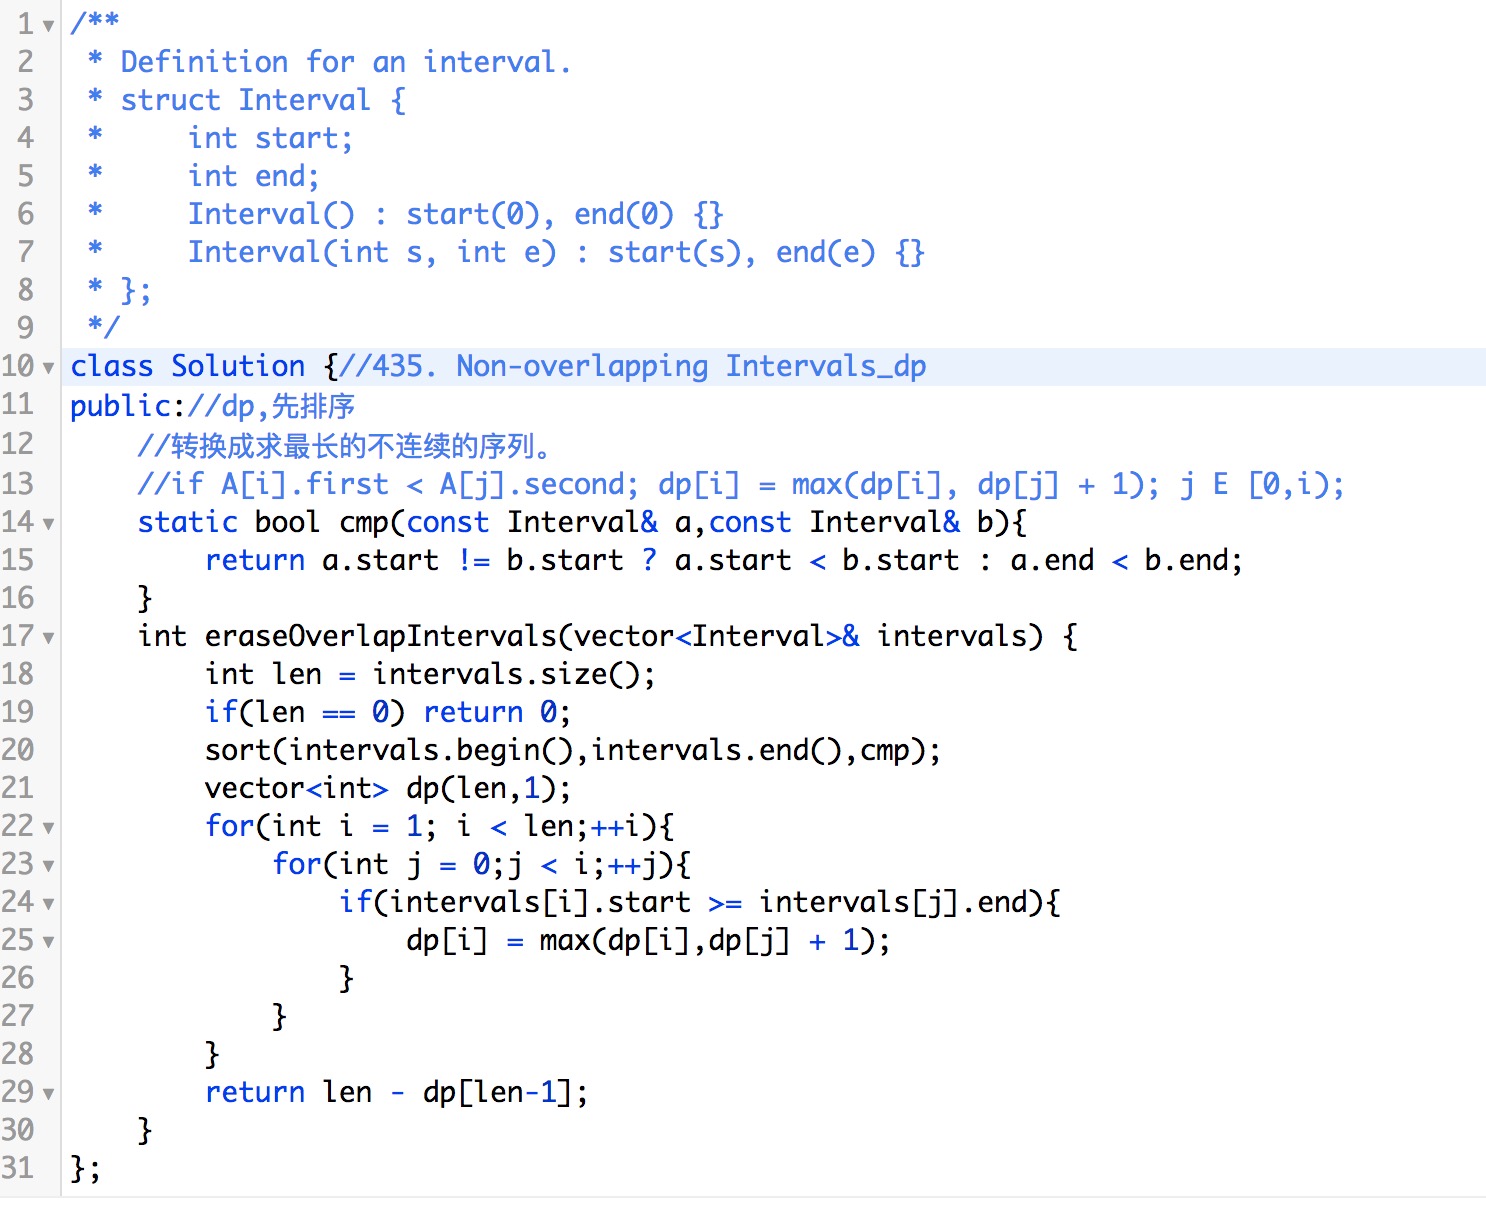 1 /**
2  * Definition for an interval.
3  * struct Interval {
4  *     int start;
5  *     int end;
6  *     Interval() : start(0), end(0) {}
7  *     Interval(int s, int e) : start(s), end(e) {}
8  * };
9  */
10 class Solution {//435. Non-overlapping Intervals_dp
11 public://dp,先排序
12     //转换成求最长的不连续的序列。
13     //if A[i].first < A[j].second; dp[i] = max(dp[i], dp[j] + 1); j E [0,i);
14     static bool cmp(const Interval& a,const Interval& b){
15         return a.start != b.start ? a.start < b.start : a.end < b.end;
16     }
17     int eraseOverlapIntervals(vector<Interval>& intervals) {
18         int len = intervals.size();
19         if(len == 0) return 0;
20         sort(intervals.begin(),intervals.end(),cmp);
21         vector<int> dp(len,1);
22         for(int i = 1; i < len;++i){
23             for(int j = 0;j < i;++j){
24                 if(intervals[i].start >= intervals[j].end){
25                     dp[i] = max(dp[i],dp[j] + 1);
26                 }
27             }
28         }
29         return len - dp[len-1];
30     }
31 };